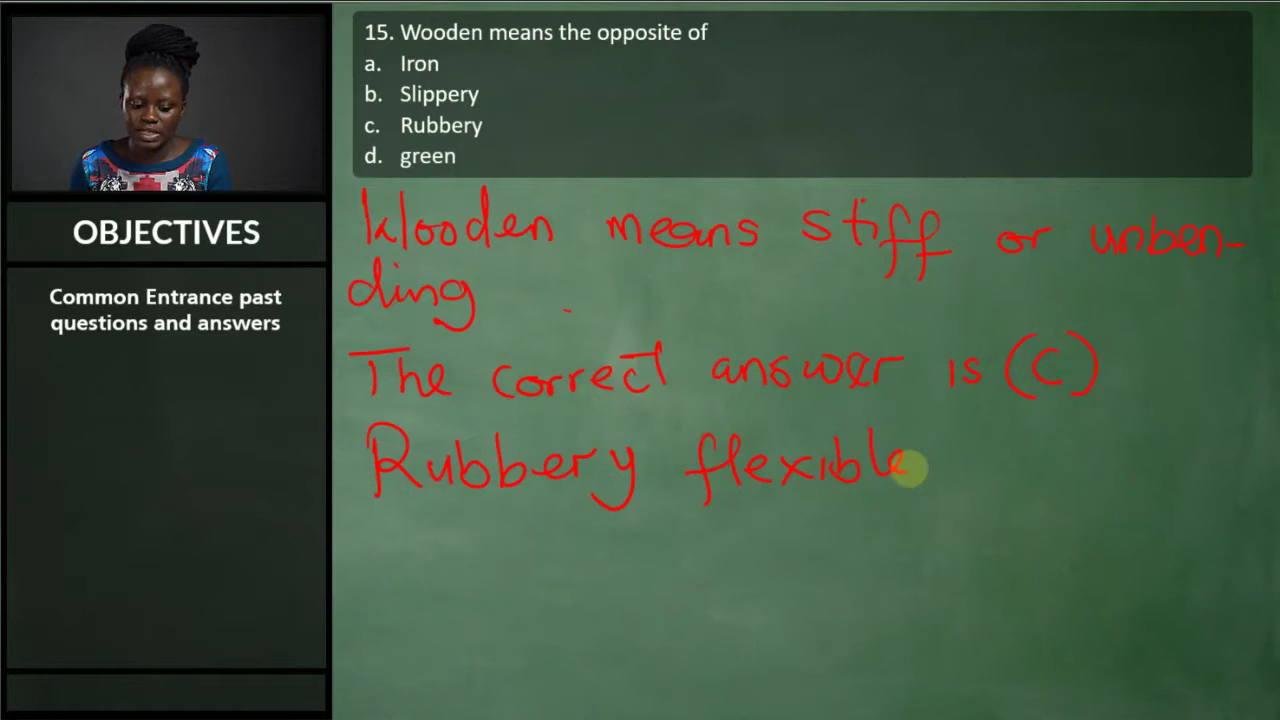 15. Wooden means the opposite of
a. Iron
b. Slippery
c. Rubbery
d. green
OBJECTIVES
Common Entrance past
questions and answers
Wooden means stiff or unben-
ding
The correct answer is (C)
Rubbery flexible